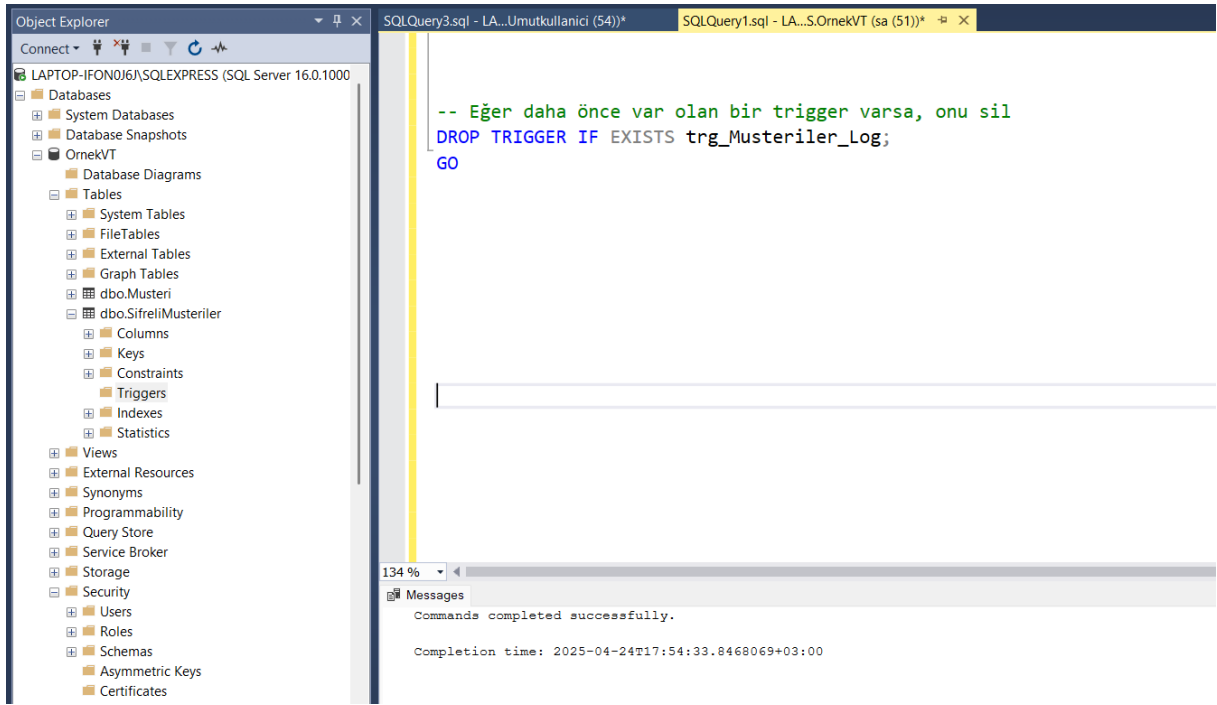 Object Explorer
Connect
LAPTOP-IFON0J6J\SQLEXPRESS (SQL Server 16.0.1000
Databases
System Databases
Database Snapshots
OrnekVT
Database Diagrams
Tables
System Tables
FileTables
External Tables
Graph Tables
dbo.Musteri
dbo.SifreliMusteriler
Columns
Keys
Constraints
Triggers
Indexes
Statistics
Views
External Resources
Synonyms
Programmability
Query Store
Service Broker
Storage
Security
Users
Roles
Schemas
Asymmetric Keys
Certificates
SQLQuery3.sql - LA...Umutkullanici (54))*
SQLQuery1.sql - LA...S.OrnekVT (sa (51))*
-- Eğer daha önce var olan bir trigger varsa, onu sil
DROP TRIGGER IF EXISTS trg_Musteriler_Log;
GO
134 %
Messages
Commands completed successfully.
Completion time: 2025-04-24T17:54:33.8468069+03:00